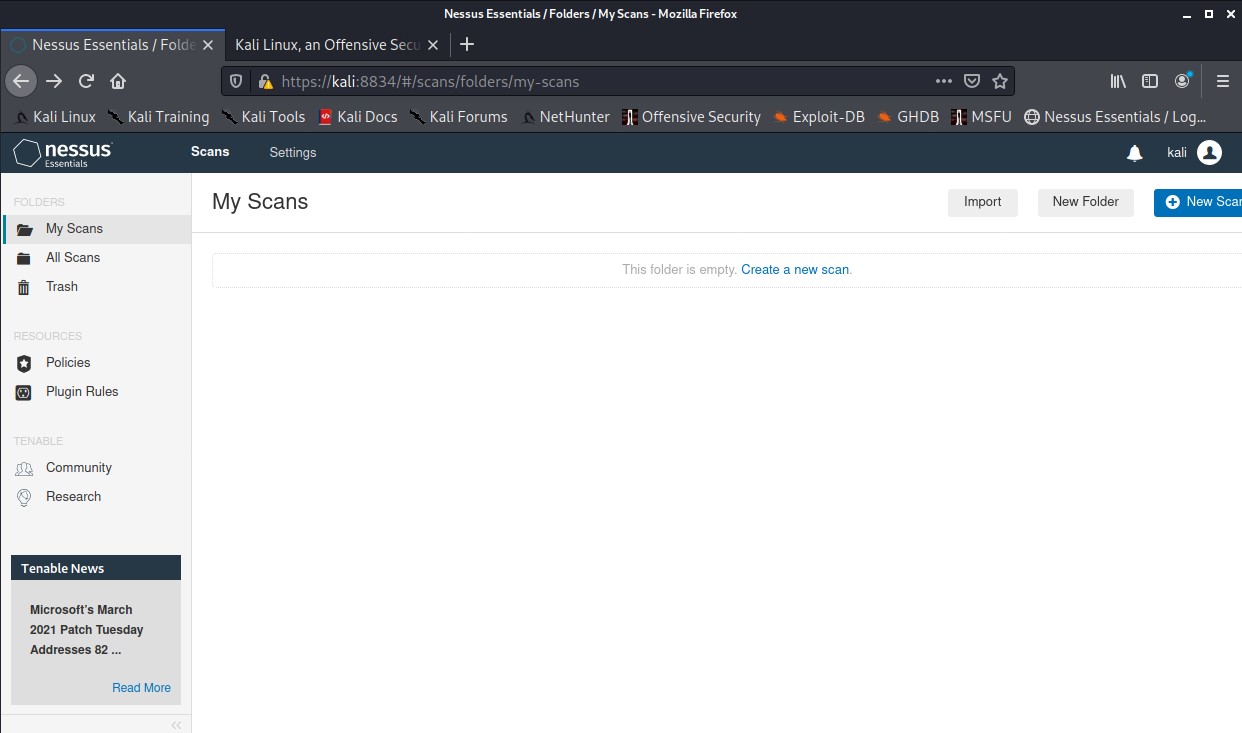 Nessus Essentials / Folders / My Scans - Mozilla Firefox
Nessus Essentials / Folde
Kali Linux, an Offensive Secu
https://kali:8834/#/scans/folders/my-scans
Kali Linux Kali Training Kali Tools Kali Docs Kali Forums NetHunter Offensive Security Exploit-DB GHDB MSFU Nessus Essentials / Log...
nessus
Essentials
Scans Settings kali
FOLDERS
My Scans
All Scans
Trash
RESOURCES
Policies
Plugin Rules
TENABLE
Community
Research
Tenable News
Microsoft's March
2021 Patch Tuesday
Addresses 82 ...
Read More
My Scans
Import New Folder New Scan
This folder is empty. Create a new scan.